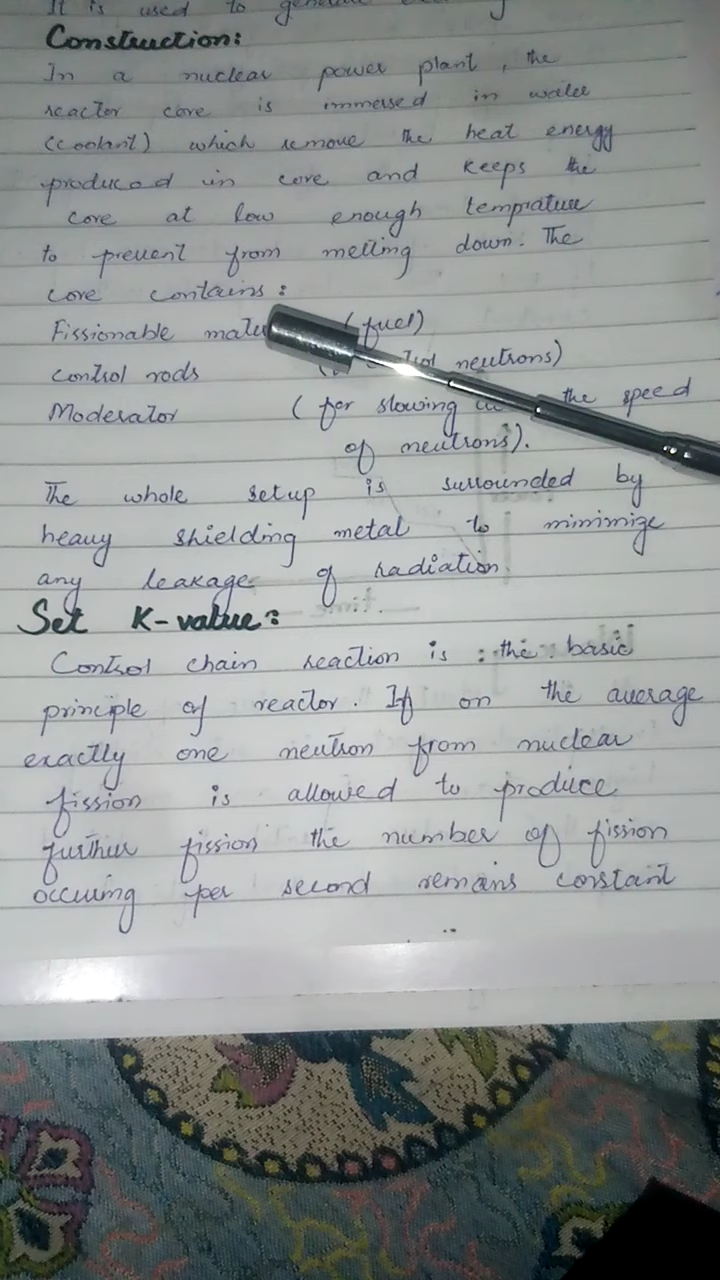 It is used to
Construction:
In a nuclear power plant, the
reactor core is immersed in water
(coolant) which remove the heat energy
produced in core and keeps the
core at low enough temprature
to prevent from melting down. The
core contains:
Fissionable (fuel)
Control rods neutrons)
Moderator (for slowing the speed
of neutrons).
The whole setup is surrounded by
heavy shielding metal to minimize
any leakage of radiation.
Set K-value:
Control chain reaction is : the basic
principle of reactor. If on the average
exactly one neutron from nuclear
fission is allowed to produce
further fission the number of fission
occuring per second remains constant